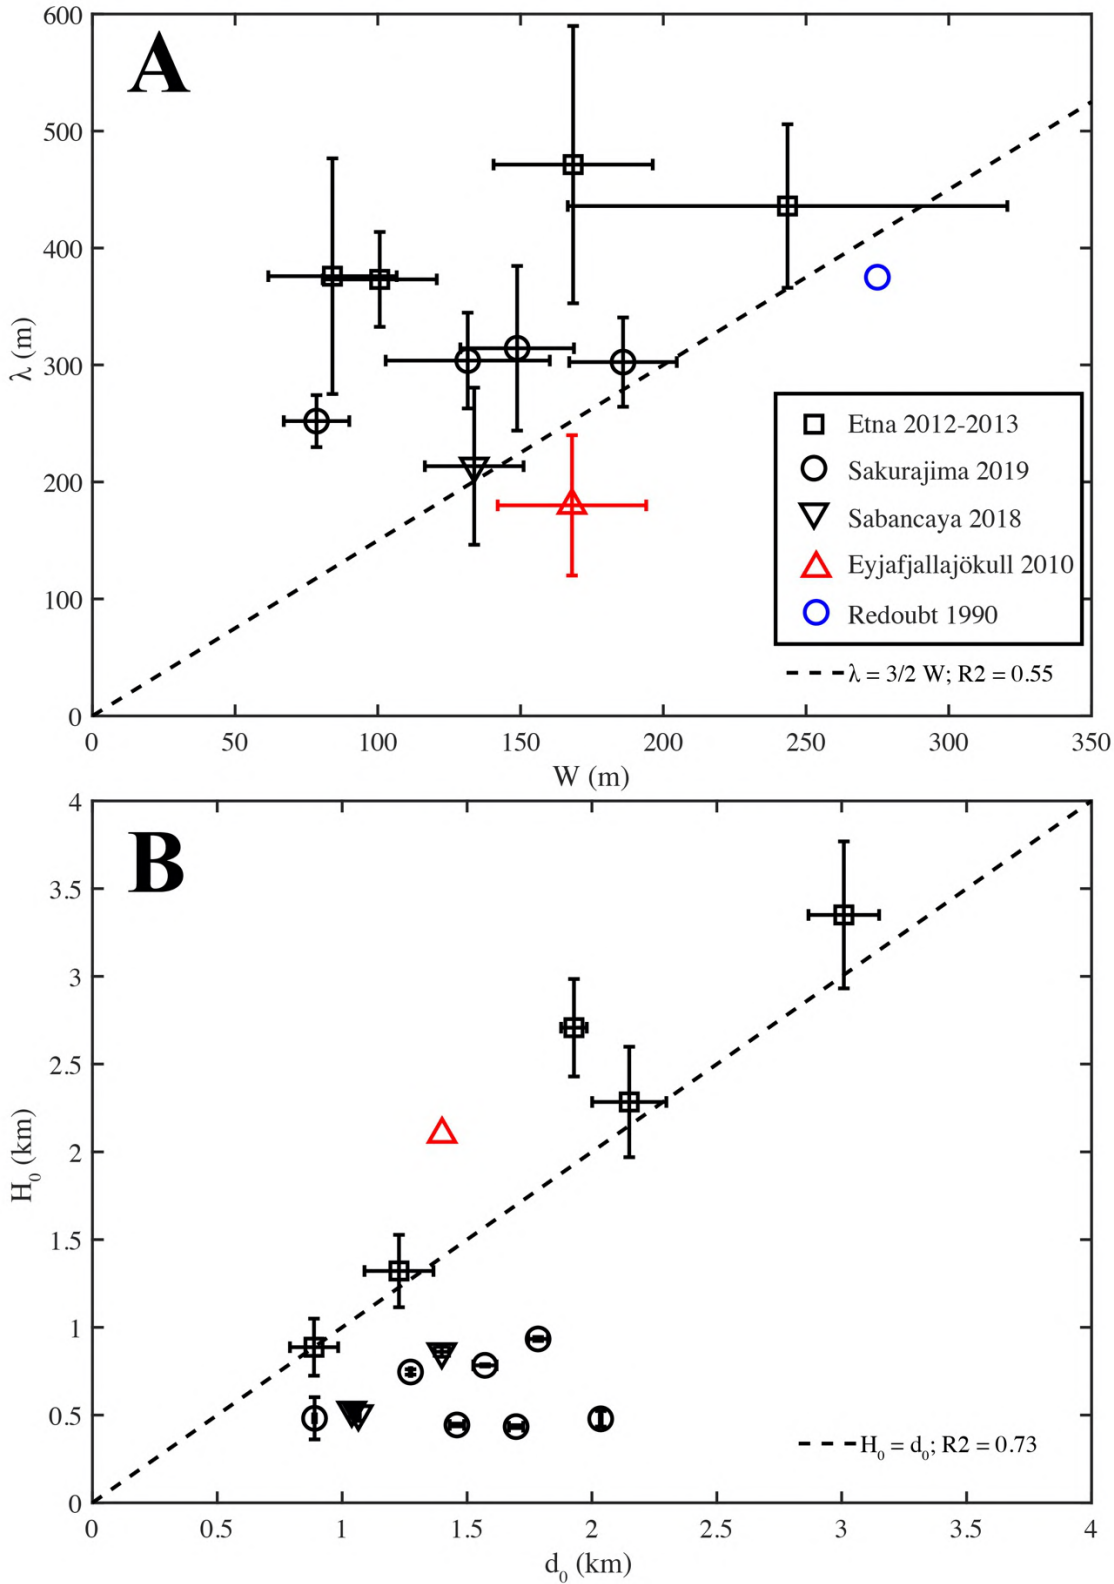 A
600
500
400
300
200
100
0
λ (m)
0 50 100 150 200 250 300 350
W (m)
Etna 2012-2013
Sakurajima 2019
Sabancaya 2018
Eyjafjallajökull 2010
Redoubt 1990
λ = 3/2 W; R2 = 0.55
B
4
3.5
3
2.5
2
1.5
1
0.5
0
H₀ (km)
H₀ = d₀; R2 = 0.73
0 0.5 1 1.5 2 2.5 3 3.5 4
d₀ (km)